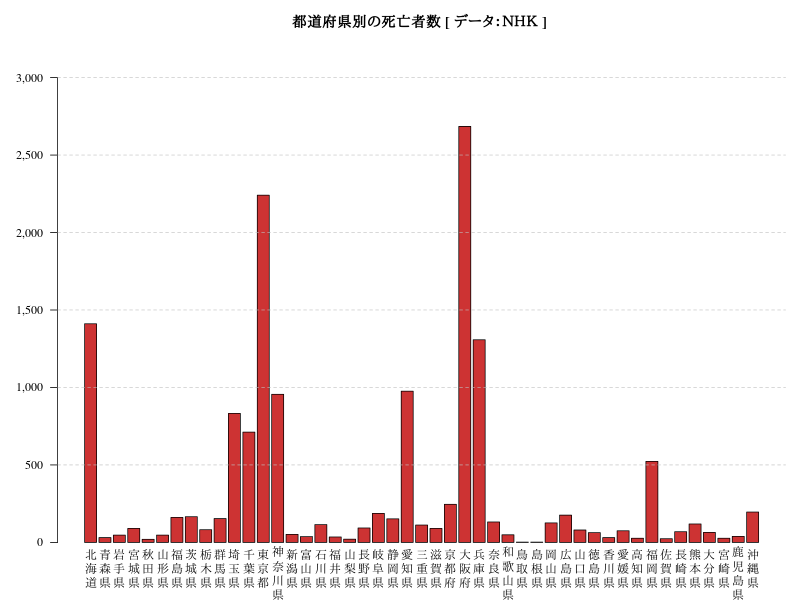 都道府県別の死亡者数 [ データ：NHK ]
3,000
2,500
2,000
1,500
1,000
500
0
北海道
青森県
岩手県
宮城県
秋田県
山形県
福島県
茨城県
栃木県
群馬県
埼玉県
千葉県
東京都
神奈川県
新潟県
富山県
石川県
福井県
山梨県
長野県
岐阜県
静岡県
愛知県
三重県
滋賀県
京都府
大阪府
兵庫県
奈良県
和歌山県
鳥取県
島根県
岡山県
広島県
山口県
徳島県
香川県
愛媛県
高知県
福岡県
佐賀県
長崎県
熊本県
大分県
宮崎県
鹿児島県
沖縄県